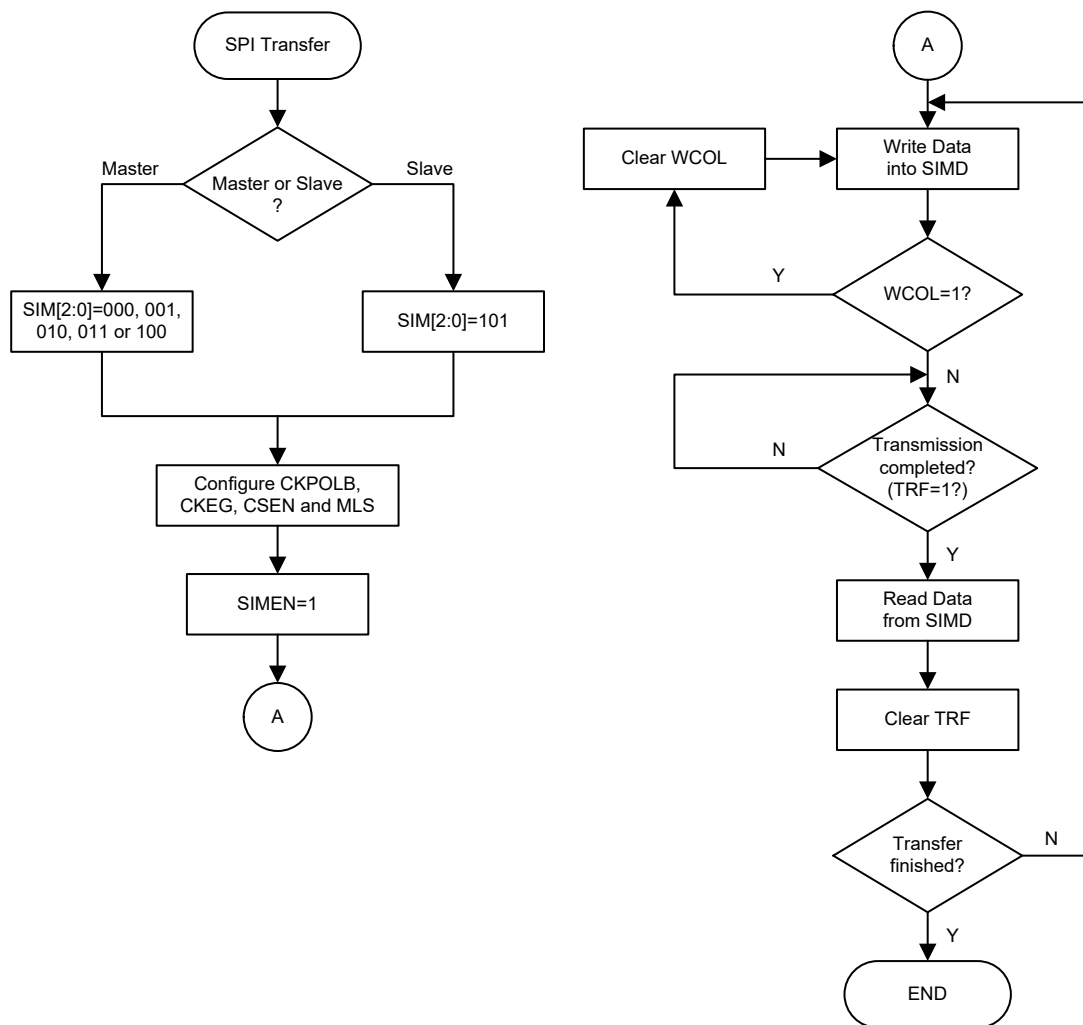 SPI Transfer
Master
Slave
Master or Slave
?
SIM[2:0]=000, 001,
010, 011 or 100
SIM[2:0]=101
Configure CKPOLB,
CKEG, CSEN and MLS
SIMEN=1
A
A
Clear WCOL
Write Data
into SIMD
Y
WCOL=1?
N
N
Transmission
completed?
(TRF=1?)
Y
Read Data
from SIMD
Clear TRF
Transfer
finished?
N
Y
END